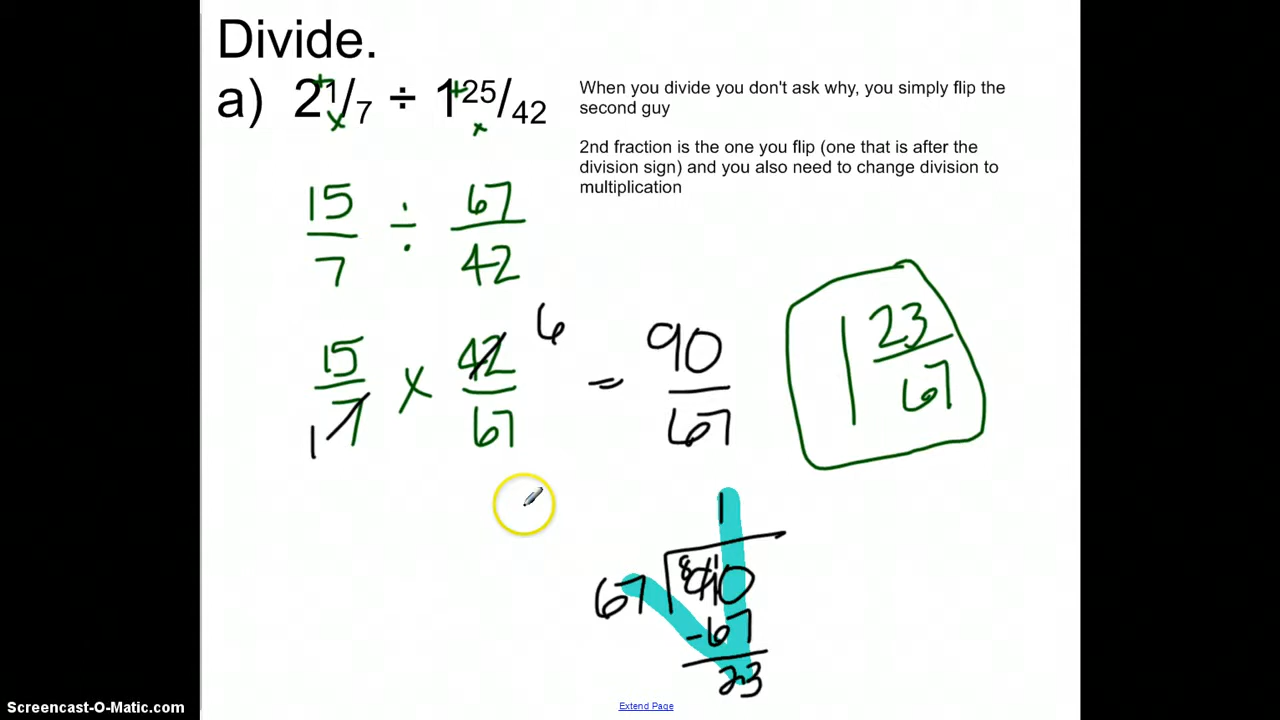 Divide.
a) 2 1/7 ÷ 1 25/42
+ +
x x
When you divide you don't ask why, you simply flip the
second guy
2nd fraction is the one you flip (one that is after the
division sign) and you also need to change division to
multiplication
15/7 ÷ 67/42
15/7 x 42/67 = 90/67
1 6
1 23/67
1
67 90
8 1
-67
23
Extend Page
Screencast-O-Matic.com